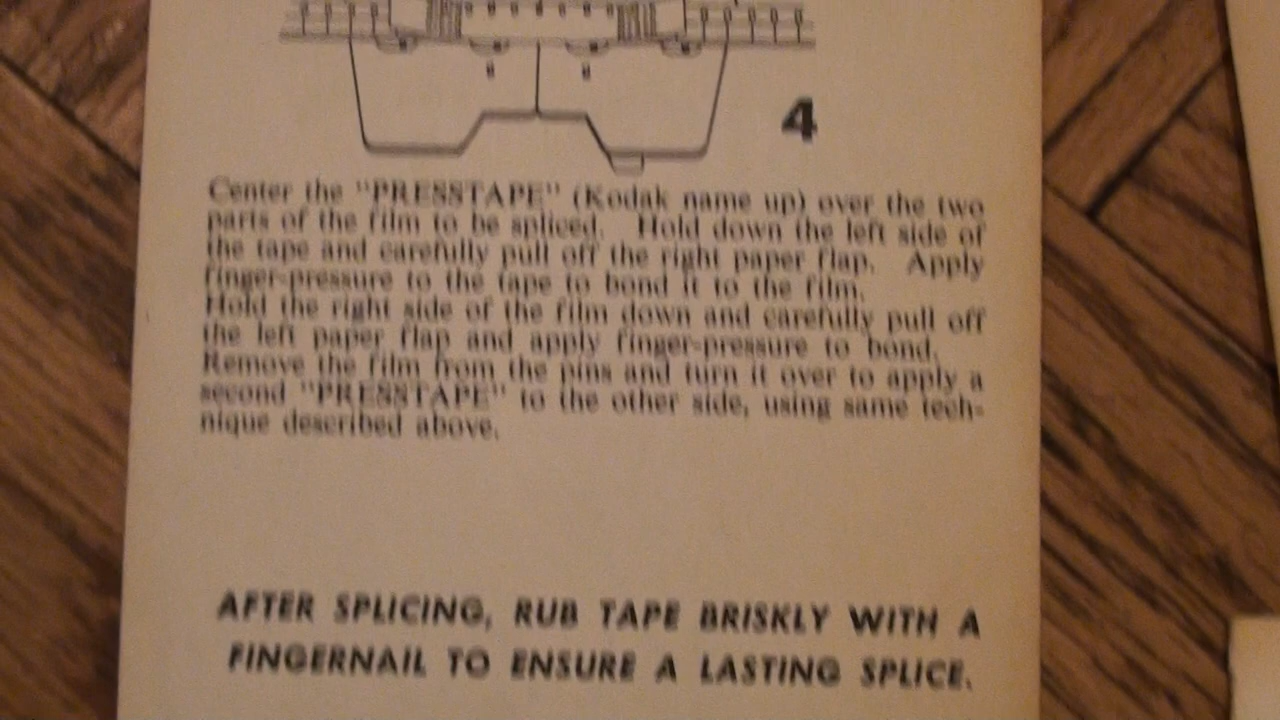 4
Center the "PRESSTAPE" (Kodak name up) over the two
parts of the film to be spliced. Hold down the left side of
the tape and carefully pull off the right paper flap. Apply
finger-pressure to the tape to bond it to the film.
Hold the right side of the film down and carefully pull off
the left paper flap and apply finger-pressure to bond.
Remove the film from the pins and turn it over to apply a
second "PRESSTAPE" to the other side, using same tech-
nique described above.
AFTER SPLICING, RUB TAPE BRISKLY WITH A
FINGERNAIL TO ENSURE A LASTING SPLICE.